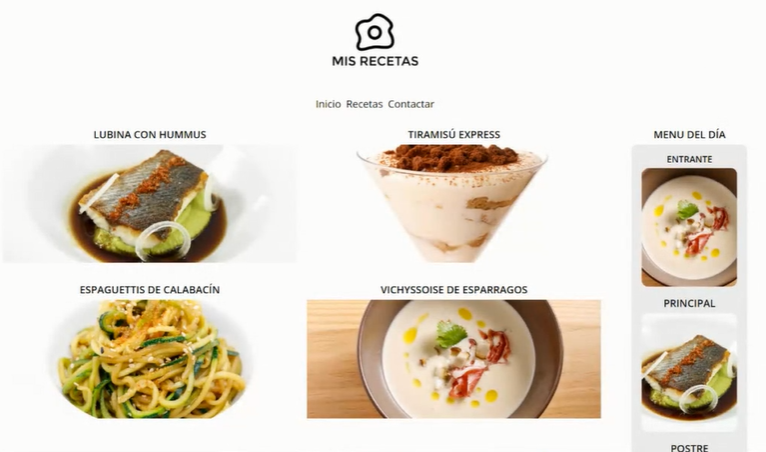 MIS RECETAS
Inicio Recetas Contactar
LUBINA CON HUMMUS
TIRAMISÚ EXPRESS
ESPAGUETTIS DE CALABACÍN
VICHYSSOISE DE ESPARRAGOS
MENU DEL DÍA
ENTRANTE
PRINCIPAL
POSTRE